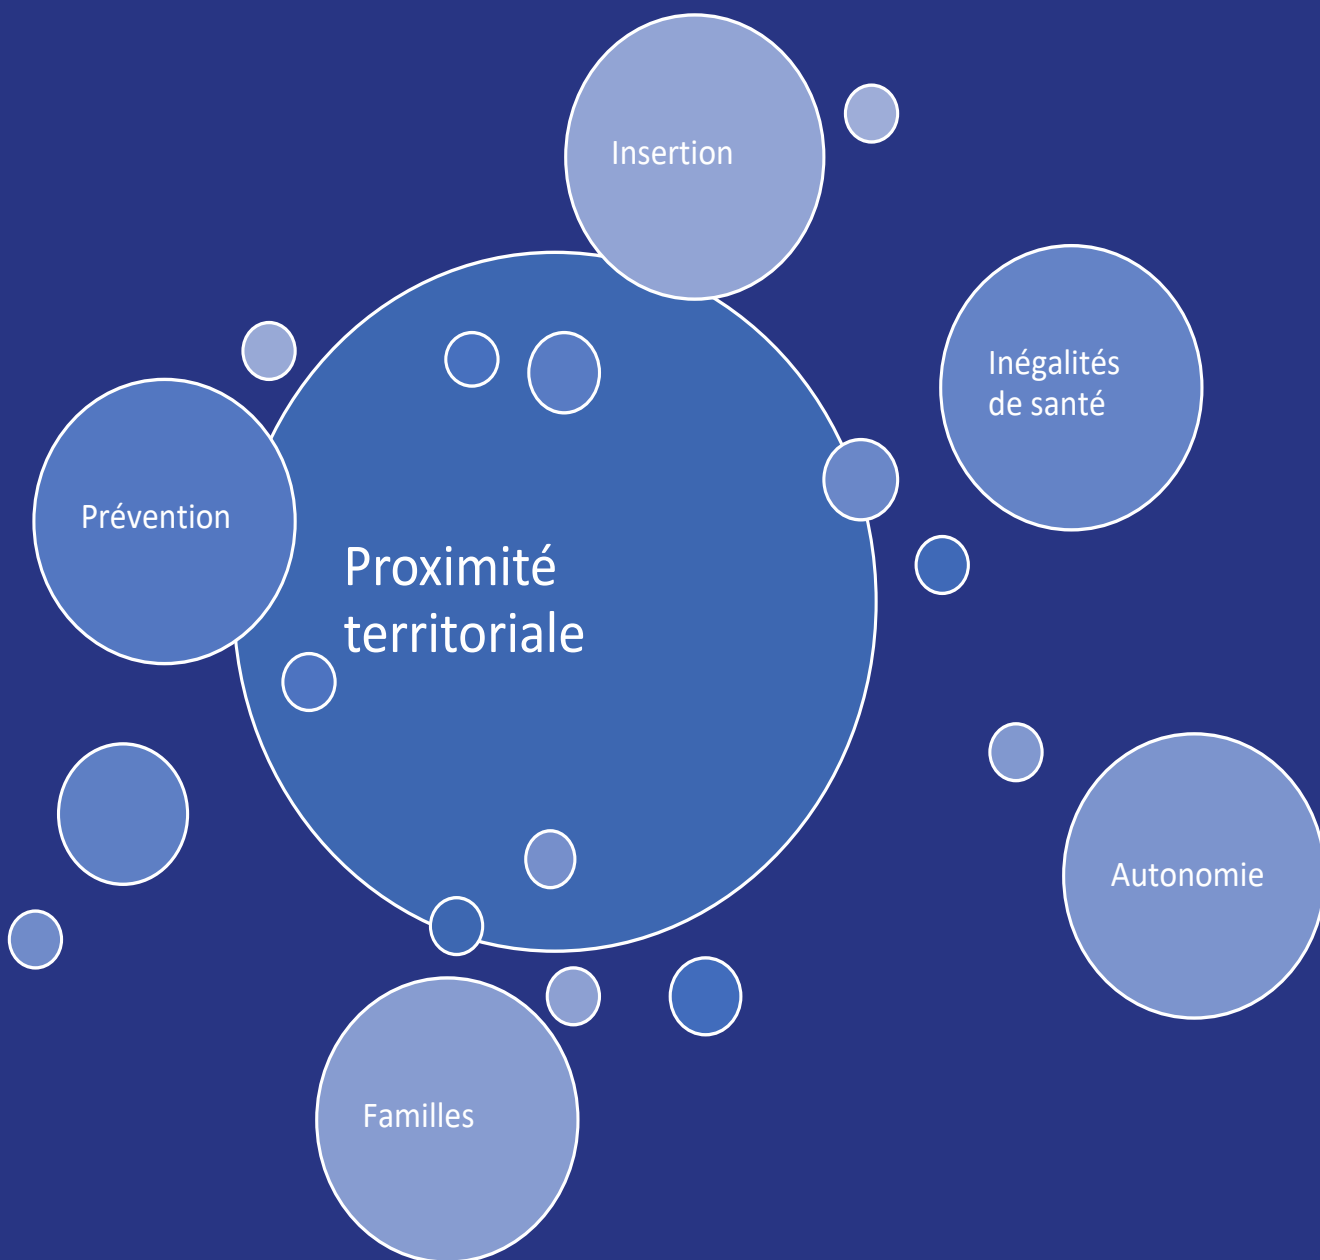 Insertion
Inégalités
de santé
Prévention
Proximité
territoriale
Autonomie
Familles